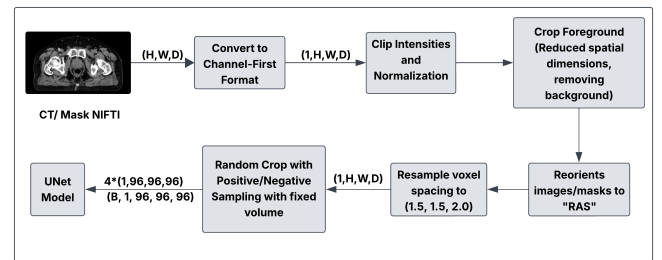 (H,W,D)
Convert to
Channel-First
Format
(1,H,W,D)
Clip Intensities
and
Normalization
Crop Foreground
(Reduced spatial
dimensions,
removing
background)
CT/ Mask NIFTI
Reorients
images/masks to
"RAS"
Resample voxel
spacing to
(1.5, 1.5, 2.0)
(1,H,W,D)
Random Crop with
Positive/Negative
Sampling with fixed
volume
4*(1,96,96,96)
(B, 1, 96, 96, 96)
UNet
Model